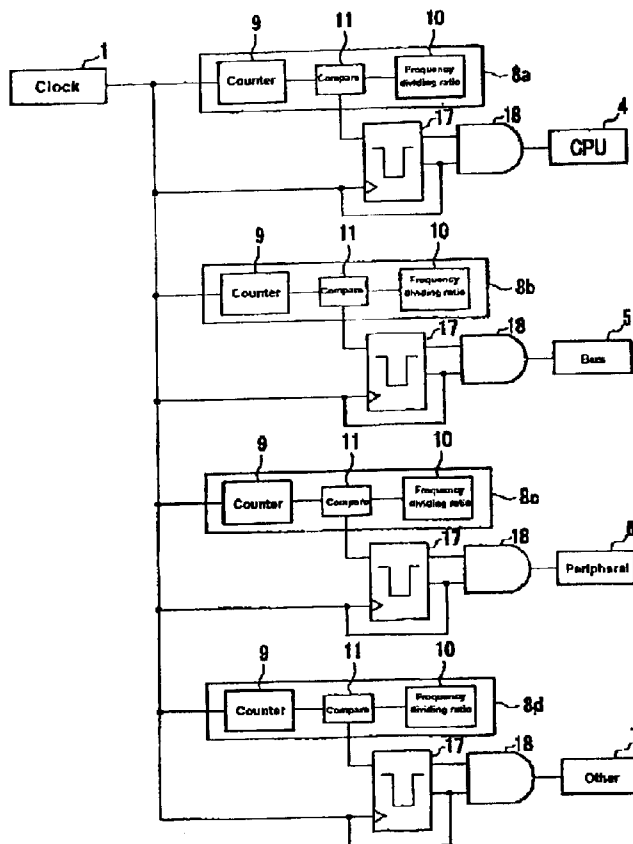 9
11
10
1
Clock
Counter
Compare
Frequency
dividing ratio
8a
17
18
4
CPU
9
11
10
Counter
Compare
Frequency
dividing ratio
8b
17
18
5
Bus
9
11
10
Counter
Compare
Frequency
dividing ratio
8c
17
18
Peripheral
9
11
10
Counter
Compare
Frequency
dividing ratio
8d
17
18
Other